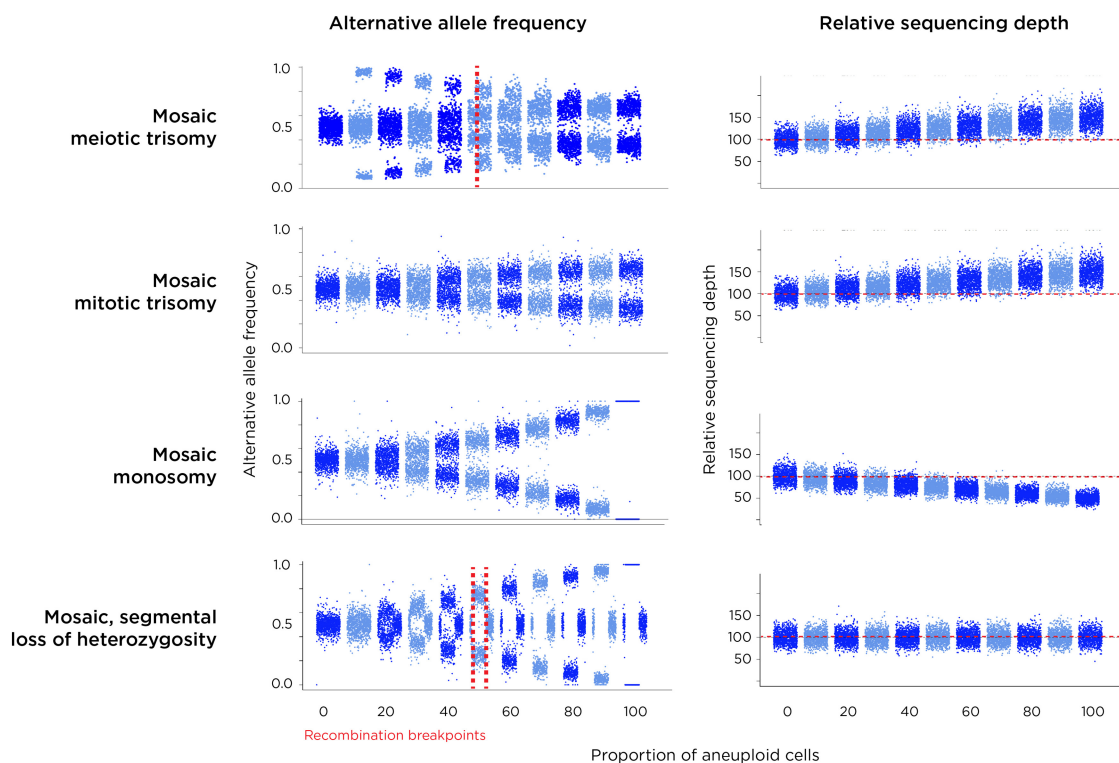 Alternative allele frequency
Relative sequencing depth
Mosaic
meiotic trisomy
1.0
0.5
0.0
150
100
50
Mosaic
mitotic trisomy
1.0
0.5
0.0
150
100
50
Alternative allele frequency
Relative sequencing depth
Mosaic
monosomy
1.0
0.5
0.0
150
100
50
Mosaic, segmental
loss of heterozygosity
1.0
0.5
0.0
150
100
50
0 20 40 60 80 100
0 20 40 60 80 100
Recombination breakpoints
Proportion of aneuploid cells